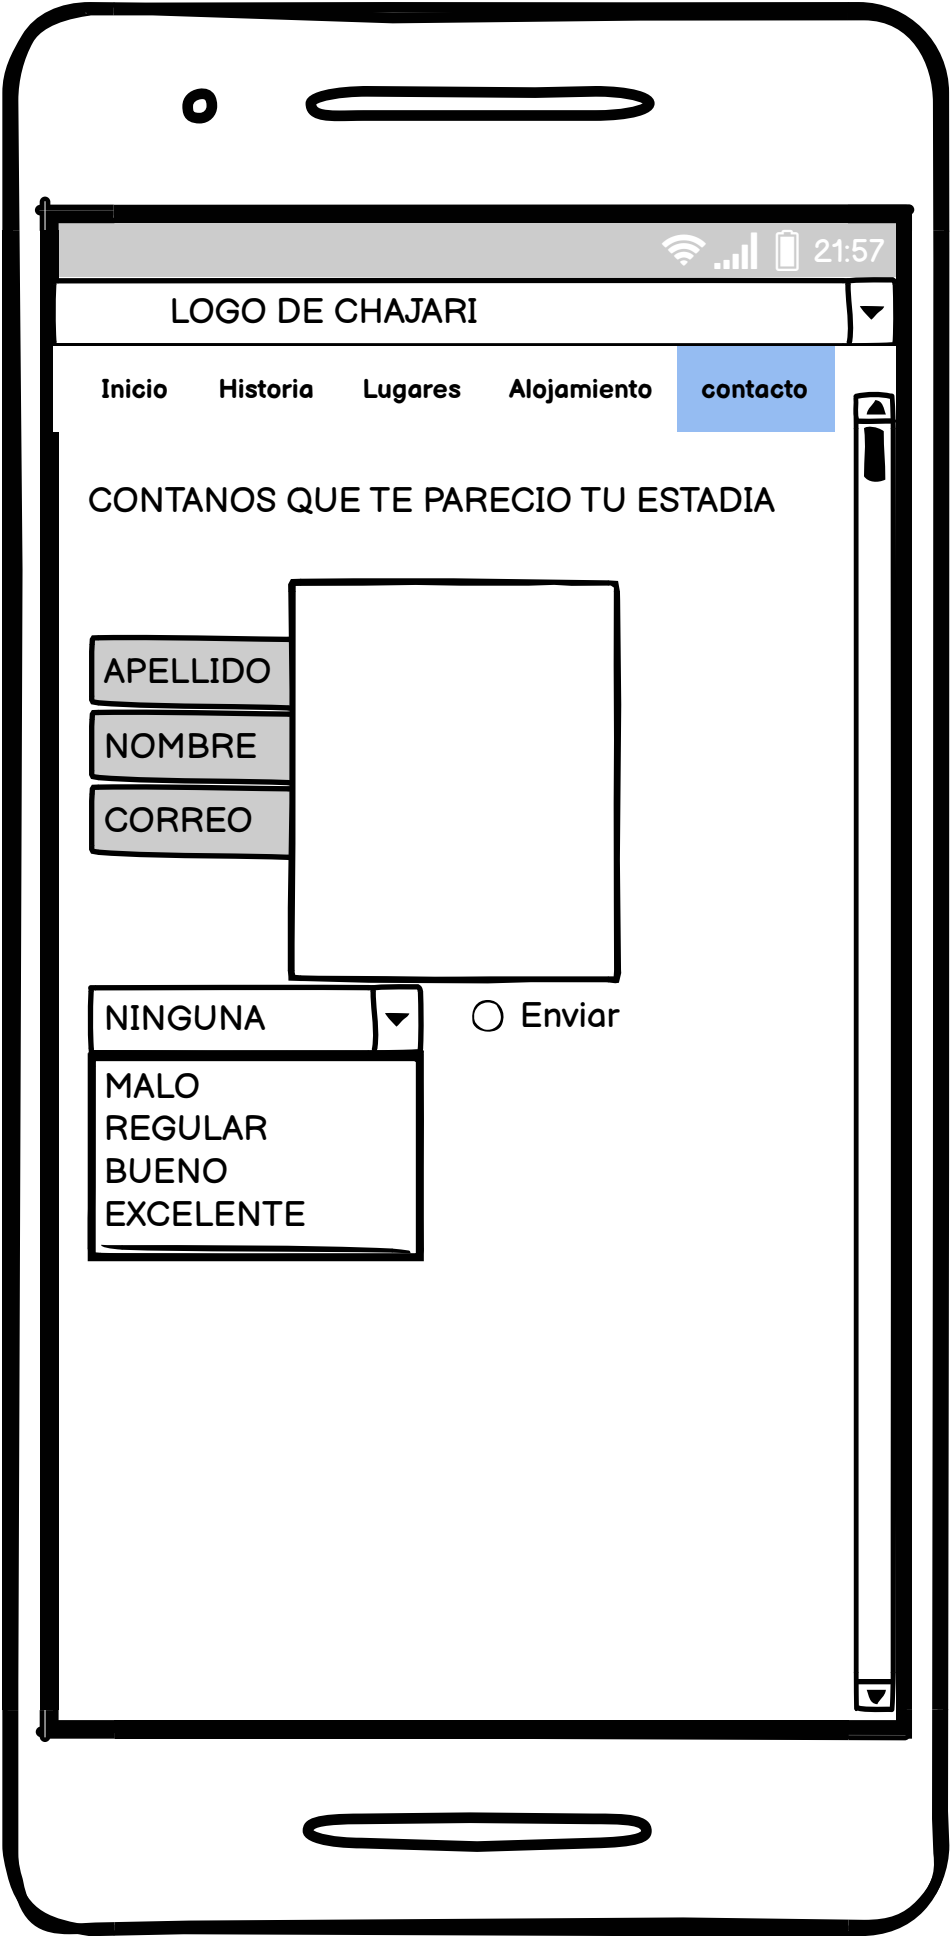 21:57
LOGO DE CHAJARI
Inicio Historia Lugares Alojamiento contacto
CONTANOS QUE TE PARECIO TU ESTADIA
APELLIDO
NOMBRE
CORREO
NINGUNA Enviar
MALO
REGULAR
BUENO
EXCELENTE